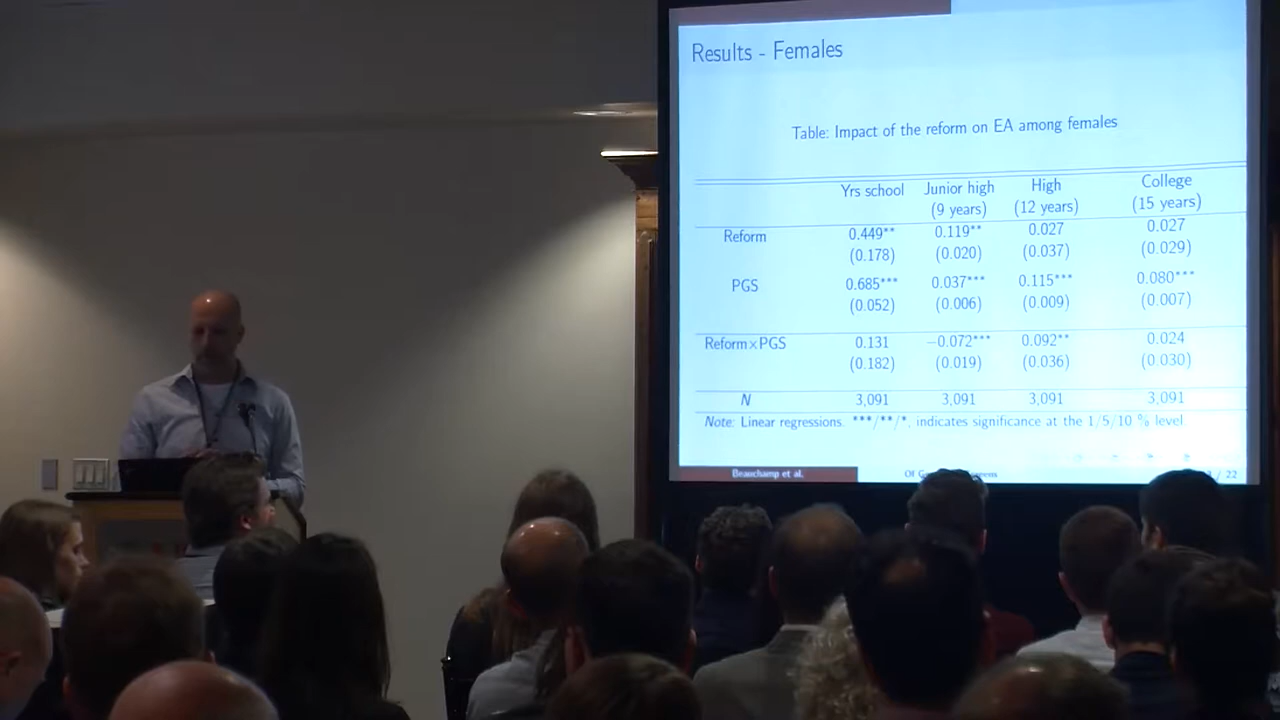 Results - Females
Table: Impact of the reform on EA among females
Yrs school Junior high High College
(9 years) (12 years) (15 years)
Reform 0.449** 0.119** 0.027 0.027
(0.178) (0.020) (0.037) (0.029)
PGS 0.685*** 0.037*** 0.115*** 0.080***
(0.052) (0.006) (0.009) (0.007)
Reform×PGS 0.131 −0.072*** 0.092** 0.024
(0.182) (0.019) (0.036) (0.030)
N 3,091 3,091 3,091 3,091
Note: Linear regressions. ***/**/*. indicates significance at the 1/5/10 % level.
Beauchamp et al. Of / 22